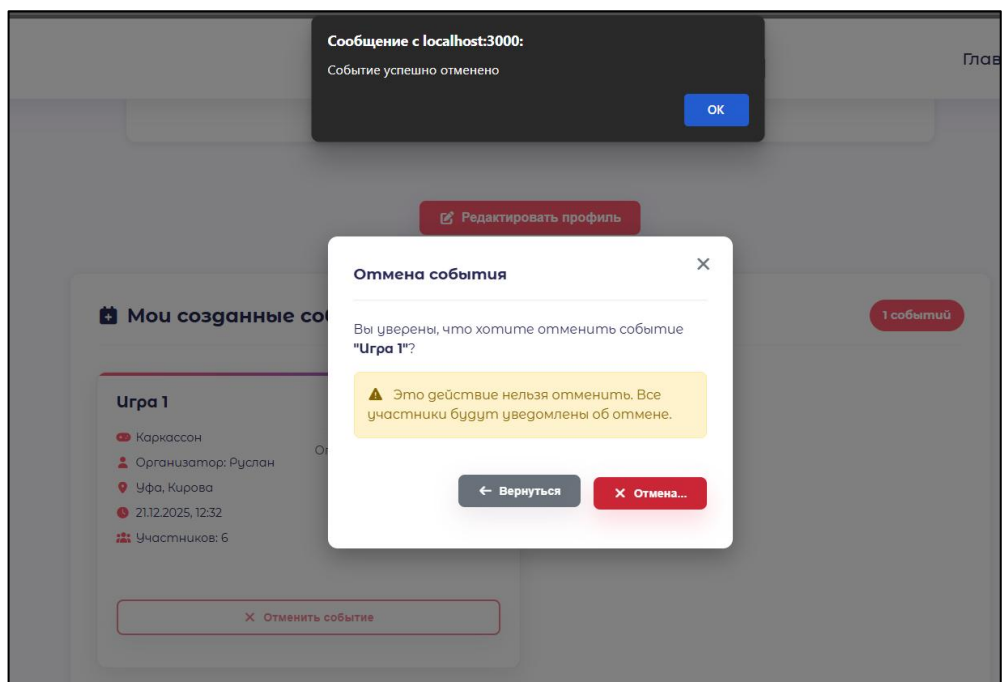 Сообщение с localhost:3000:
Событие успешно отменено
OK
Глав
Редактировать профиль
Отмена события
Мои созданные со
1 событий
Вы уверены, что хотите отменить событие
"Игра 1"?
Это действие нельзя отменить. Все
участники будут уведомлены об отмене.
Игра 1
Каркассон
Ог
Организатор: Руслан
Уфа, Кирова
21.12.2025, 12:32
Участников: 6
Вернуться
Отмена...
Отменить событие